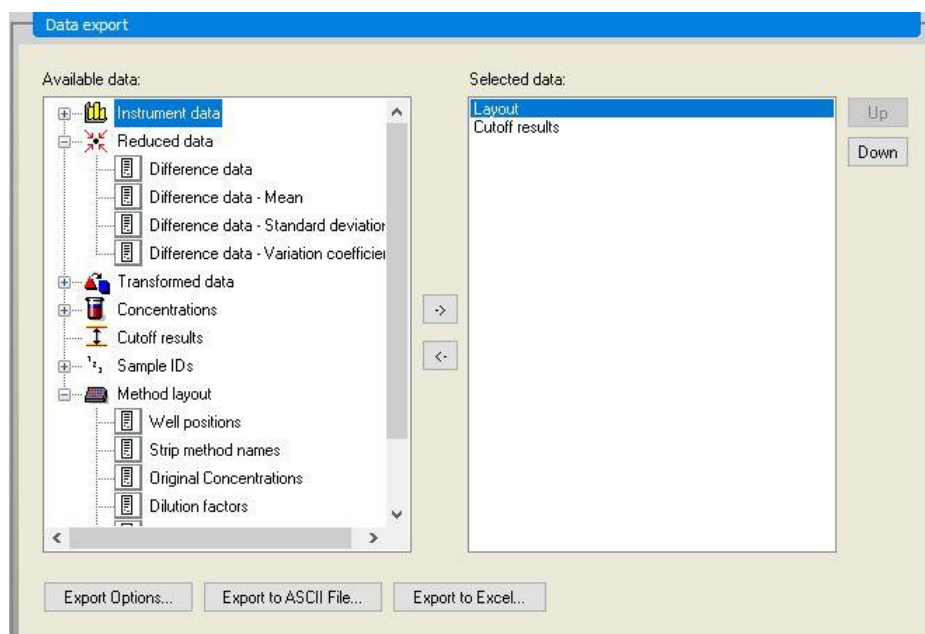 Data export
Available data:
Instrument data
Reduced data
Difference data
Difference data - Mean
Difference data - Standard deviation
Difference data - Variation coefficier
Transformed data
Concentrations
Cutoff results
Sample IDs
Method layout
Well positions
Strip method names
Original Concentrations
Dilution factors
Selected data:
Layout
Cutoff results
Up
Down
->
<-
Export Options...
Export to ASCII File...
Export to Excel...